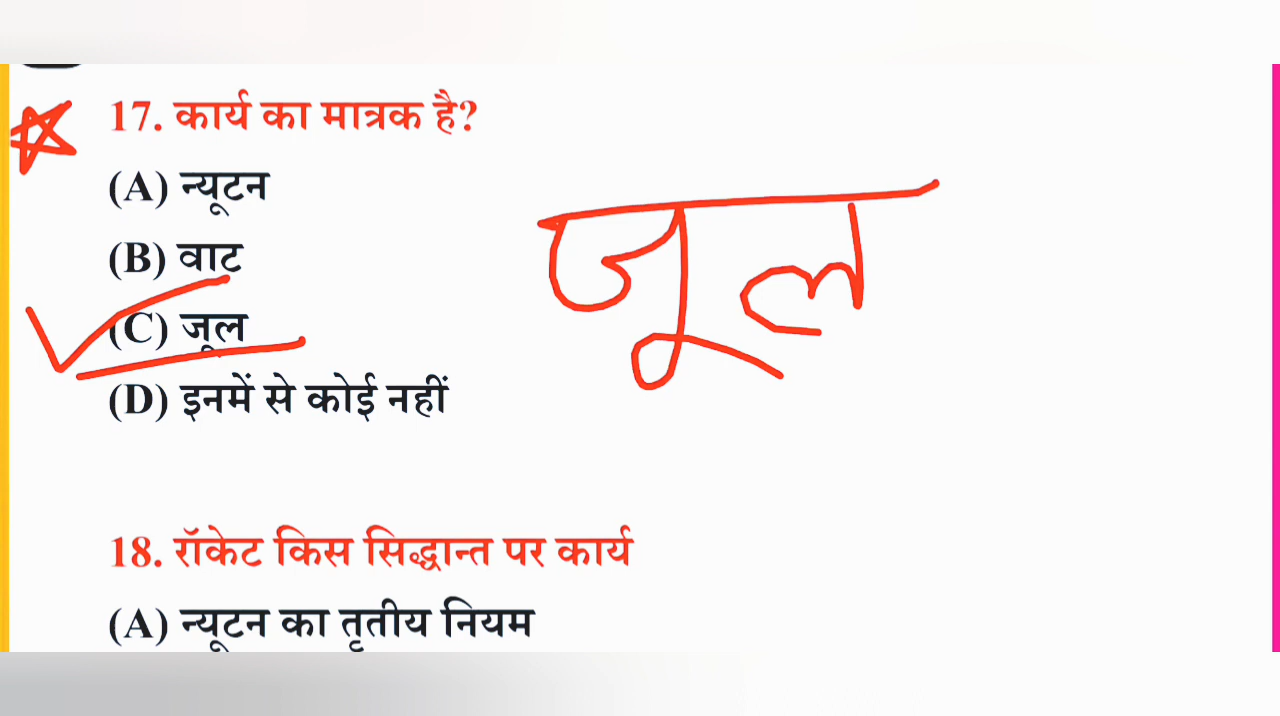 17. कार्य का मात्रक है?
(A) न्यूटन
(B) वाट
(C) जूल
(D) इनमें से कोई नहीं
जूल
18. रॉकेट किस सिद्धान्त पर कार्य
(A) न्यूटन का तृतीय नियम